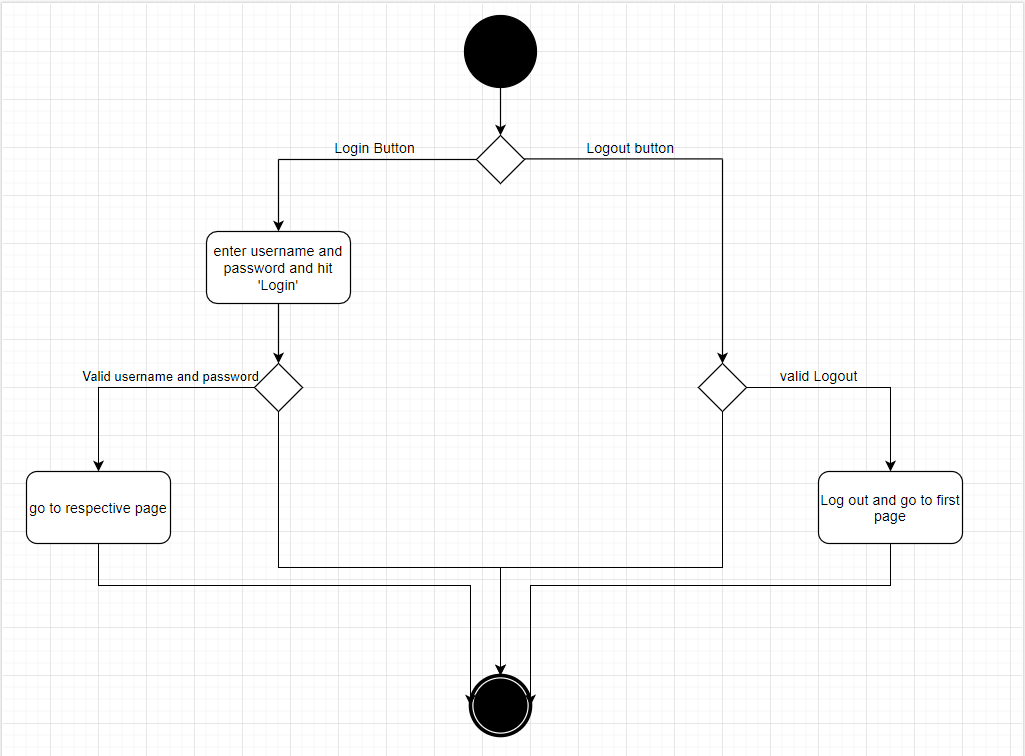 Login Button
Logout button
enter username and
password and hit
'Login'
Valid username and password
valid Logout
go to respective page
Log out and go to first
page